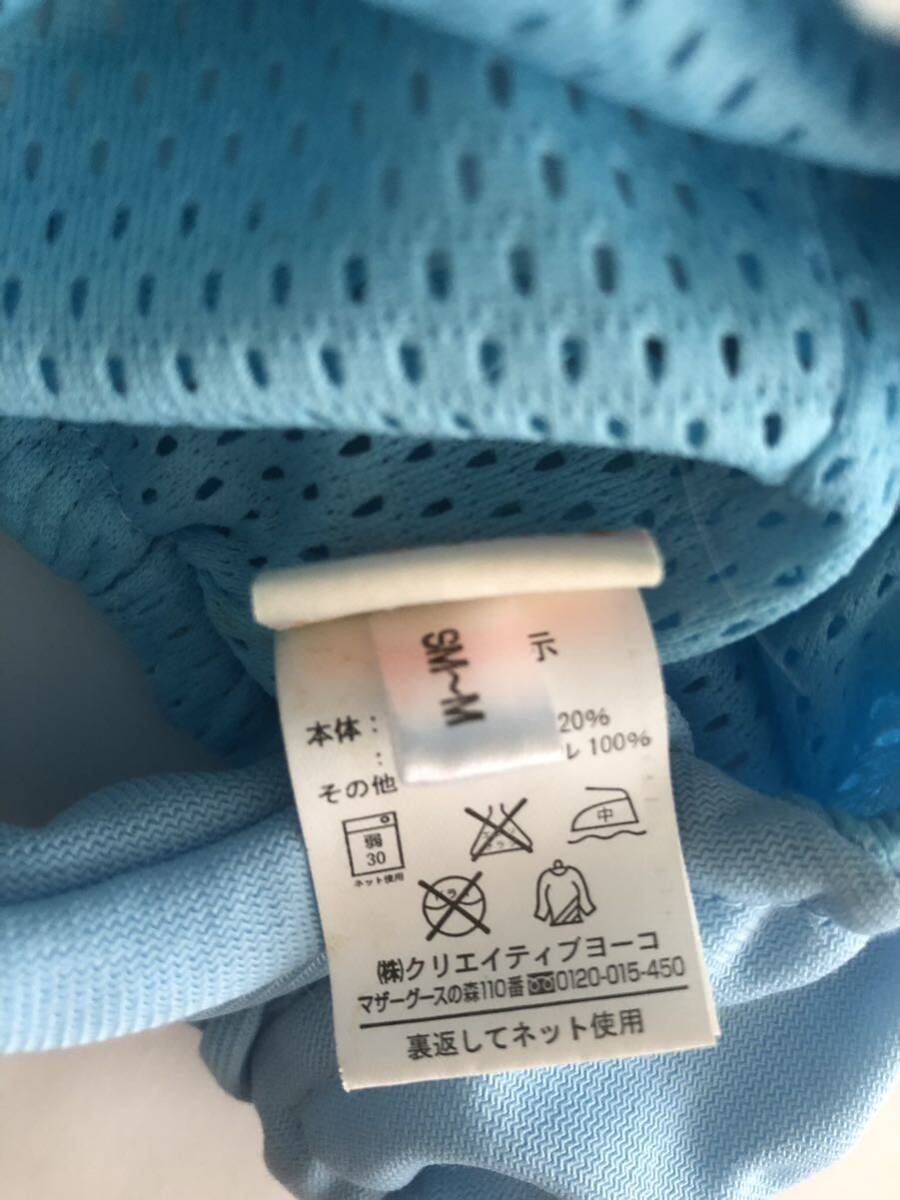 SM~M
示
本体：
20%
： レ 100%
その他
弱
30
ネット使用
中
(株)クリエイティブヨーコ
マザーグースの森110番 0120-015-450
裏返してネット使用